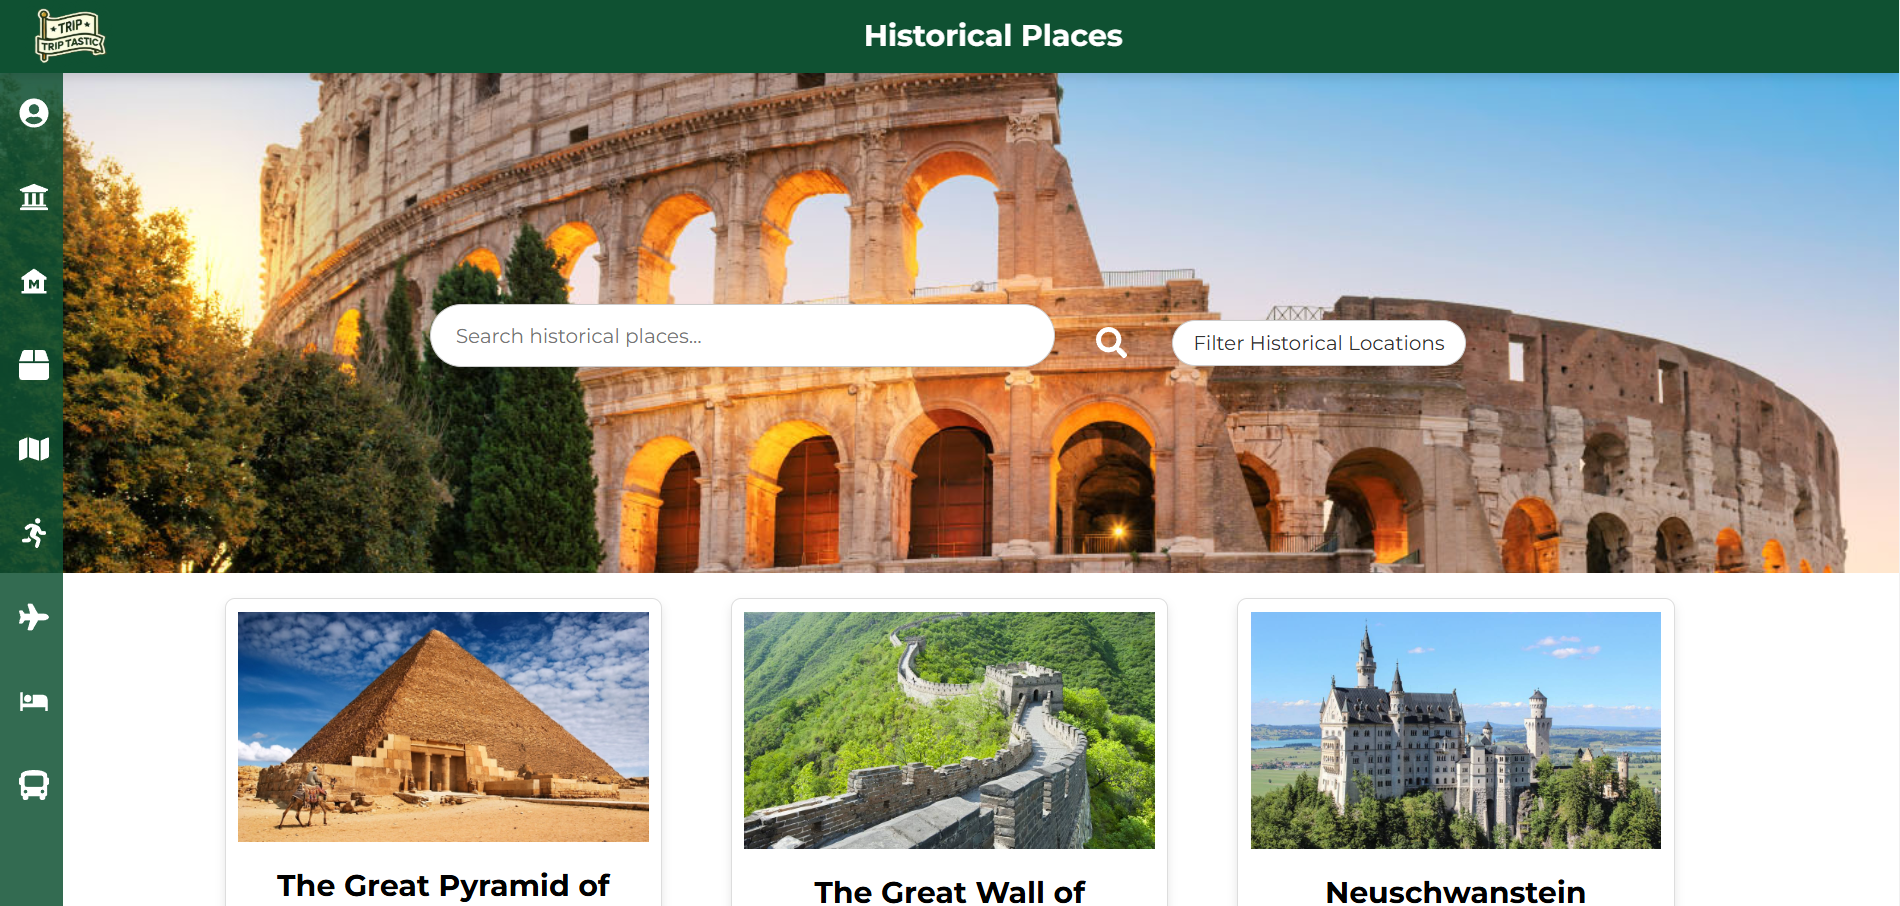 TRIP
TRIP TASTIC
Historical Places
M
Search historical places...
Filter Historical Locations
The Great Pyramid of
The Great Wall of
Neuschwanstein